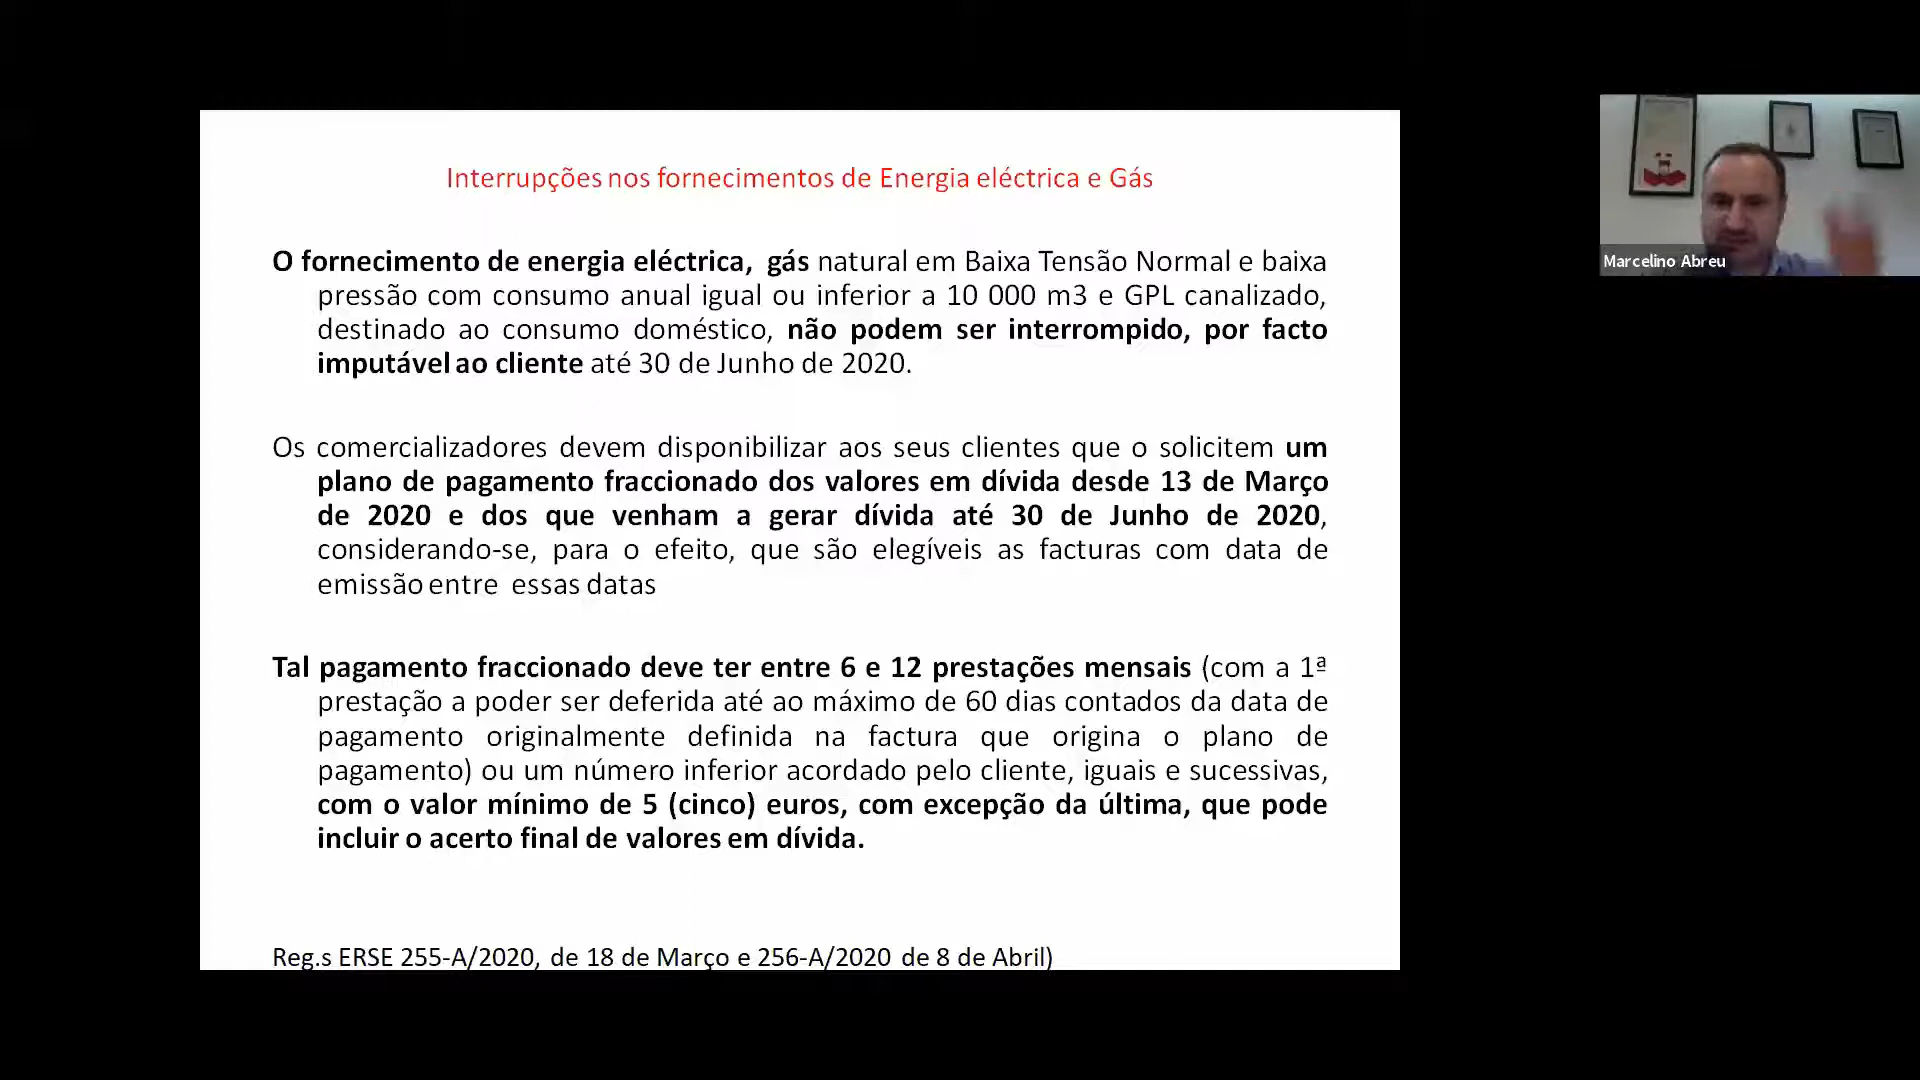 Interrupções nos fornecimentos de Energia eléctrica e Gás
O fornecimento de energia eléctrica, gás natural em Baixa Tensão Normal e baixa
pressão com consumo anual igual ou inferior a 10 000 m3 e GPL canalizado,
destinado ao consumo doméstico, não podem ser interrompido, por facto
imputável ao cliente até 30 de Junho de 2020.
Os comercializadores devem disponibilizar aos seus clientes que o solicitem um
plano de pagamento fraccionado dos valores em dívida desde 13 de Março
de 2020 e dos que venham a gerar dívida até 30 de Junho de 2020,
considerando-se, para o efeito, que são elegíveis as facturas com data de
emissão entre essas datas
Tal pagamento fraccionado deve ter entre 6 e 12 prestações mensais (com a 1ª
prestação a poder ser deferida até ao máximo de 60 dias contados da data de
pagamento originalmente definida na factura que origina o plano de
pagamento) ou um número inferior acordado pelo cliente, iguais e sucessivas,
com o valor mínimo de 5 (cinco) euros, com excepção da última, que pode
incluir o acerto final de valores em dívida.
Reg.s ERSE 255-A/2020, de 18 de Março e 256-A/2020 de 8 de Abril)
Marcelino Abreu